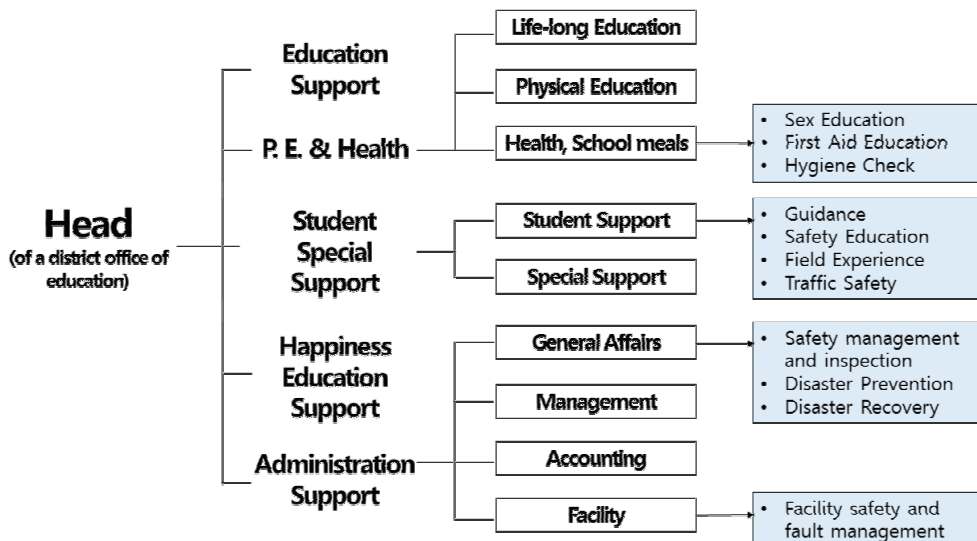 Head
(of a district office of
education)
Education
Support
P. E. & Health
Student
Special
Support
Happiness
Education
Support
Administration
Support
Life-long Education
Physical Education
Health, School meals
Student Support
Special Support
General Affairs
Management
Accounting
Facility
• Sex Education
• First Aid Education
• Hygiene Check
• Guidance
• Safety Education
• Field Experience
• Traffic Safety
• Safety management
and inspection
• Disaster Prevention
• Disaster Recovery
• Facility safety and
fault management